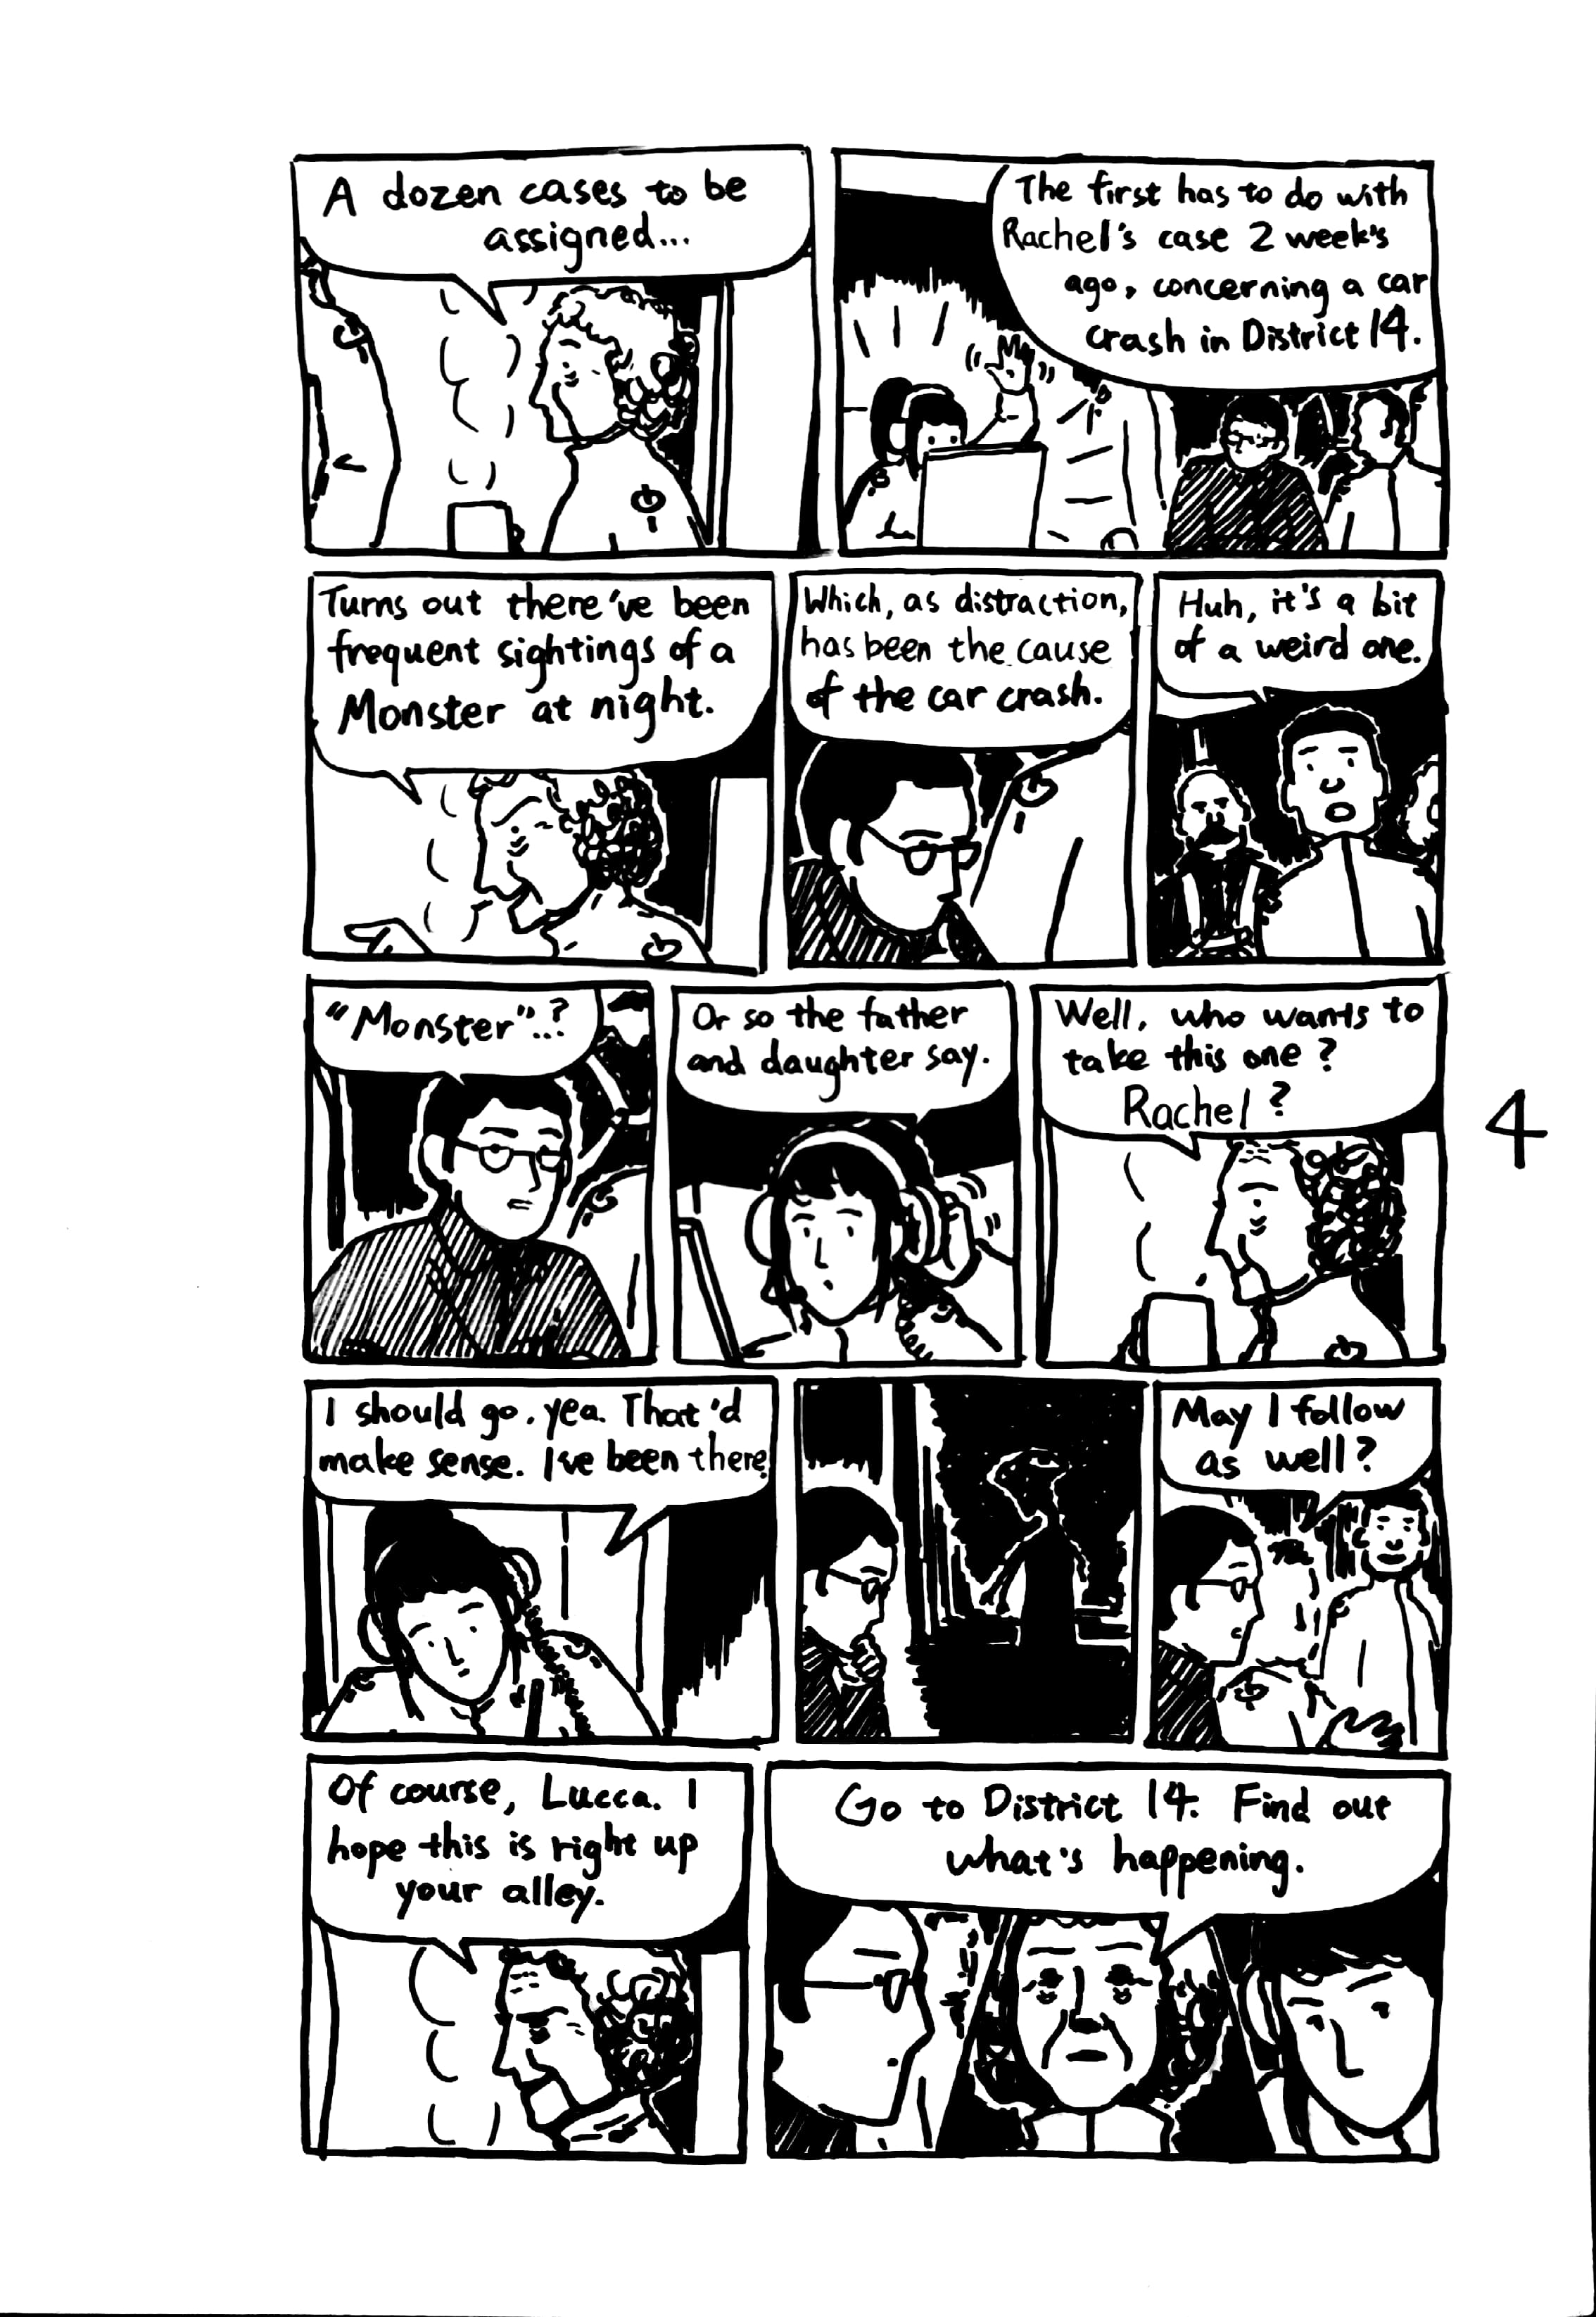 A dozen cases to be
assigned...
The first has to do with
Rachel's case 2 week's
ago, concerning a car
crash in District 14.
Turns out there've been
frequent sightings of a
Monster at night.
Which, as distraction,
has been the cause
of the car crash.
Huh, it's a bit
of a weird one.
"Monster"..?
Or so the father
and daughter say.
Well, who wants to
take this one?
Rachel?
4
I should go. yea. That'd
make sense. I've been there.
May I follow
as well?
Of course, Lucca. I
hope this is right up
your alley.
Go to District 14. Find out
what's happening.